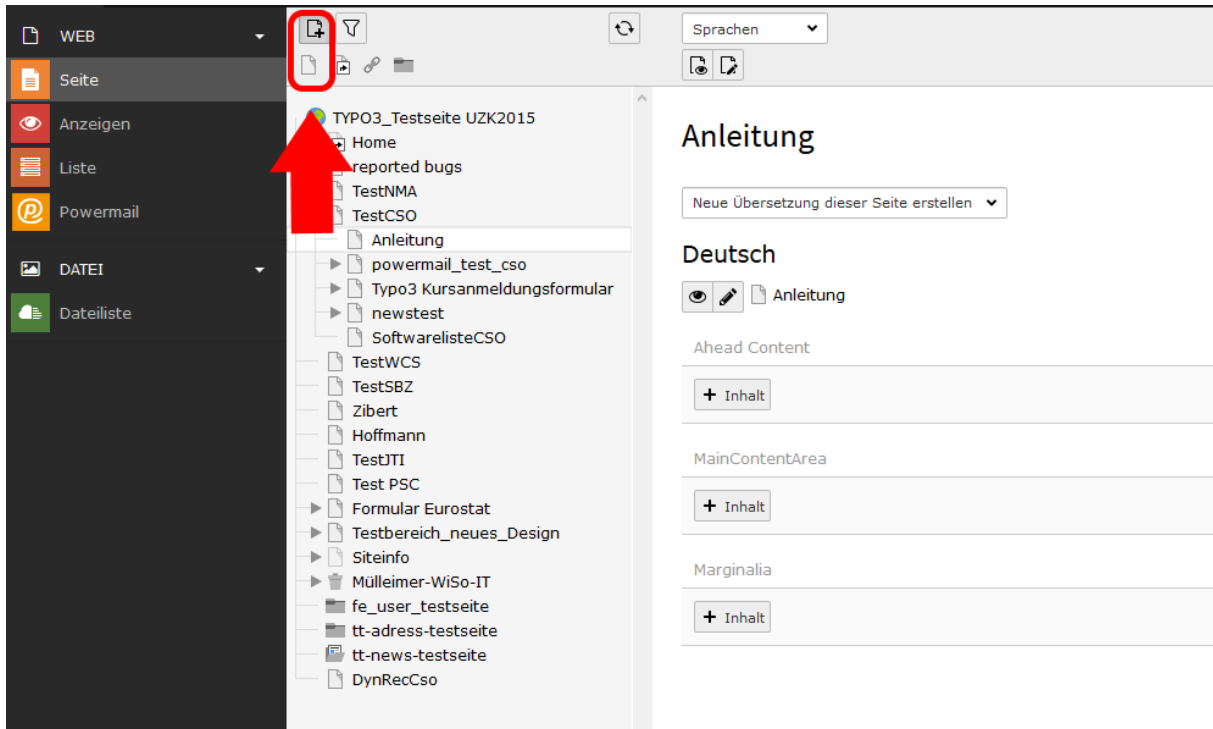 WEB
Seite
Anzeigen
Liste
Powermail
DATEI
Dateiliste
TYPO3_Testseite UZK2015
Home
reported bugs
TestNMA
TestCSO
Anleitung
powermail_test_cso
Typo3 Kursanmeldungsformular
newstest
SoftwarelisteCSO
TestWCS
TestSBZ
Zibert
Hoffmann
TestJTI
Test PSC
Formular Eurostat
Testbereich_neues_Design
Siteinfo
Mülleimer-WiSo-IT
fe_user_testseite
tt-adress-testseite
tt-news-testseite
DynRecCso
Sprachen
Anleitung
Neue Übersetzung dieser Seite erstellen
Deutsch
Anleitung
Ahead Content
+ Inhalt
MainContentArea
+ Inhalt
Marginalia
+ Inhalt